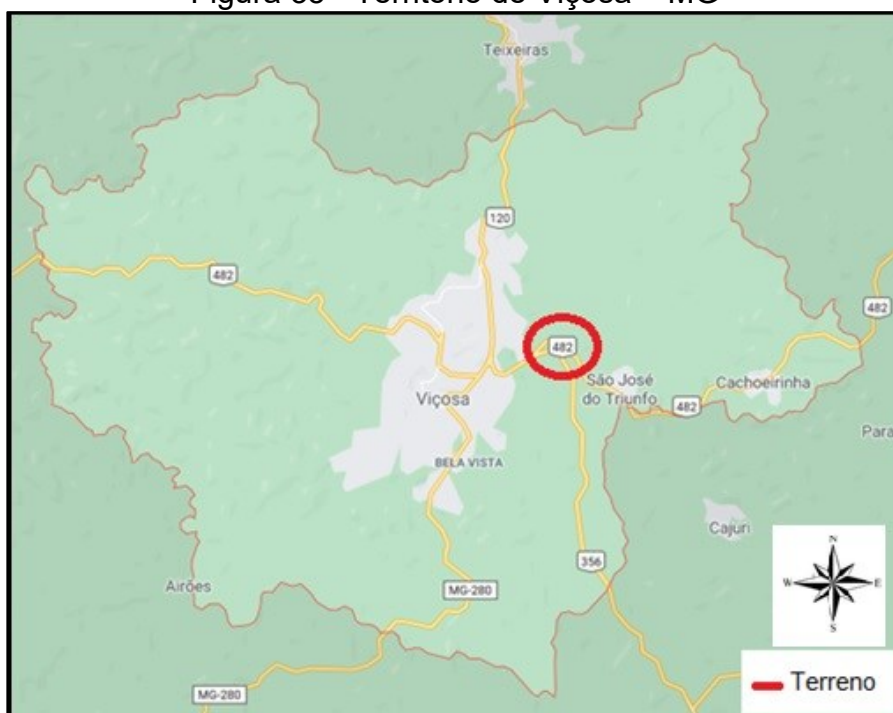 Teixeiras
120
482
482
482
São José
do Triunfo
Cachoeirinha
482
Viçosa
Para
BELA VISTA
Cajuri
N
W
E
S
356
Airões
MG-280
MG-280
Terreno